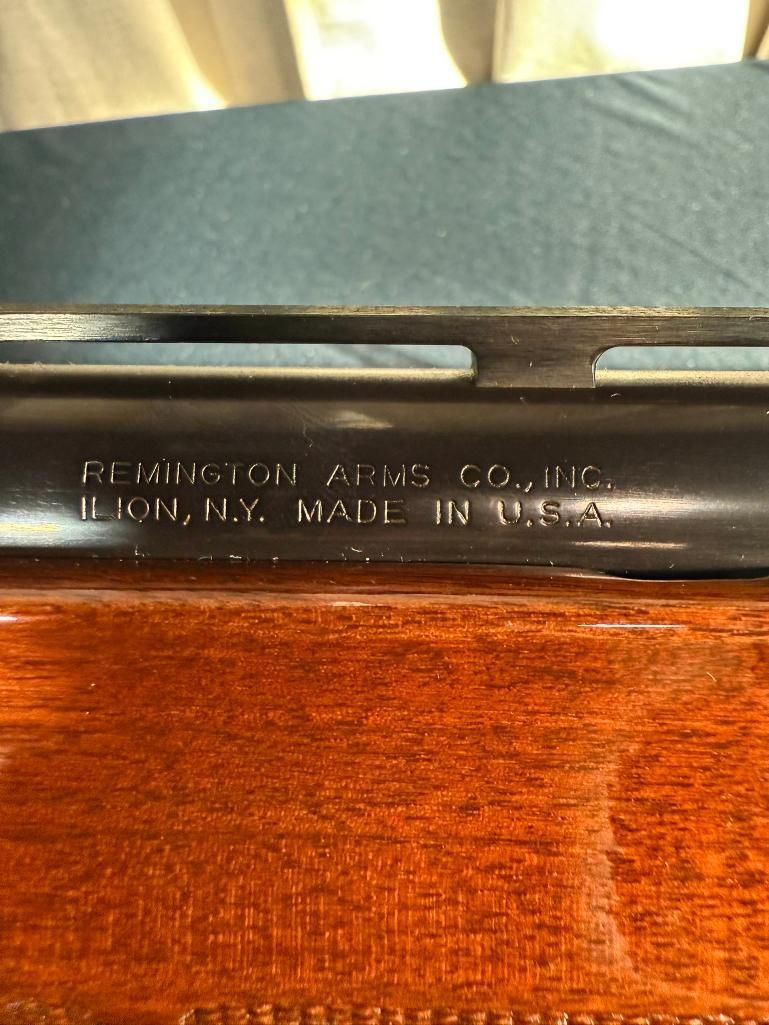 REMINGTON ARMS CO., INC.
ILION, N.Y. MADE IN U.S.A.